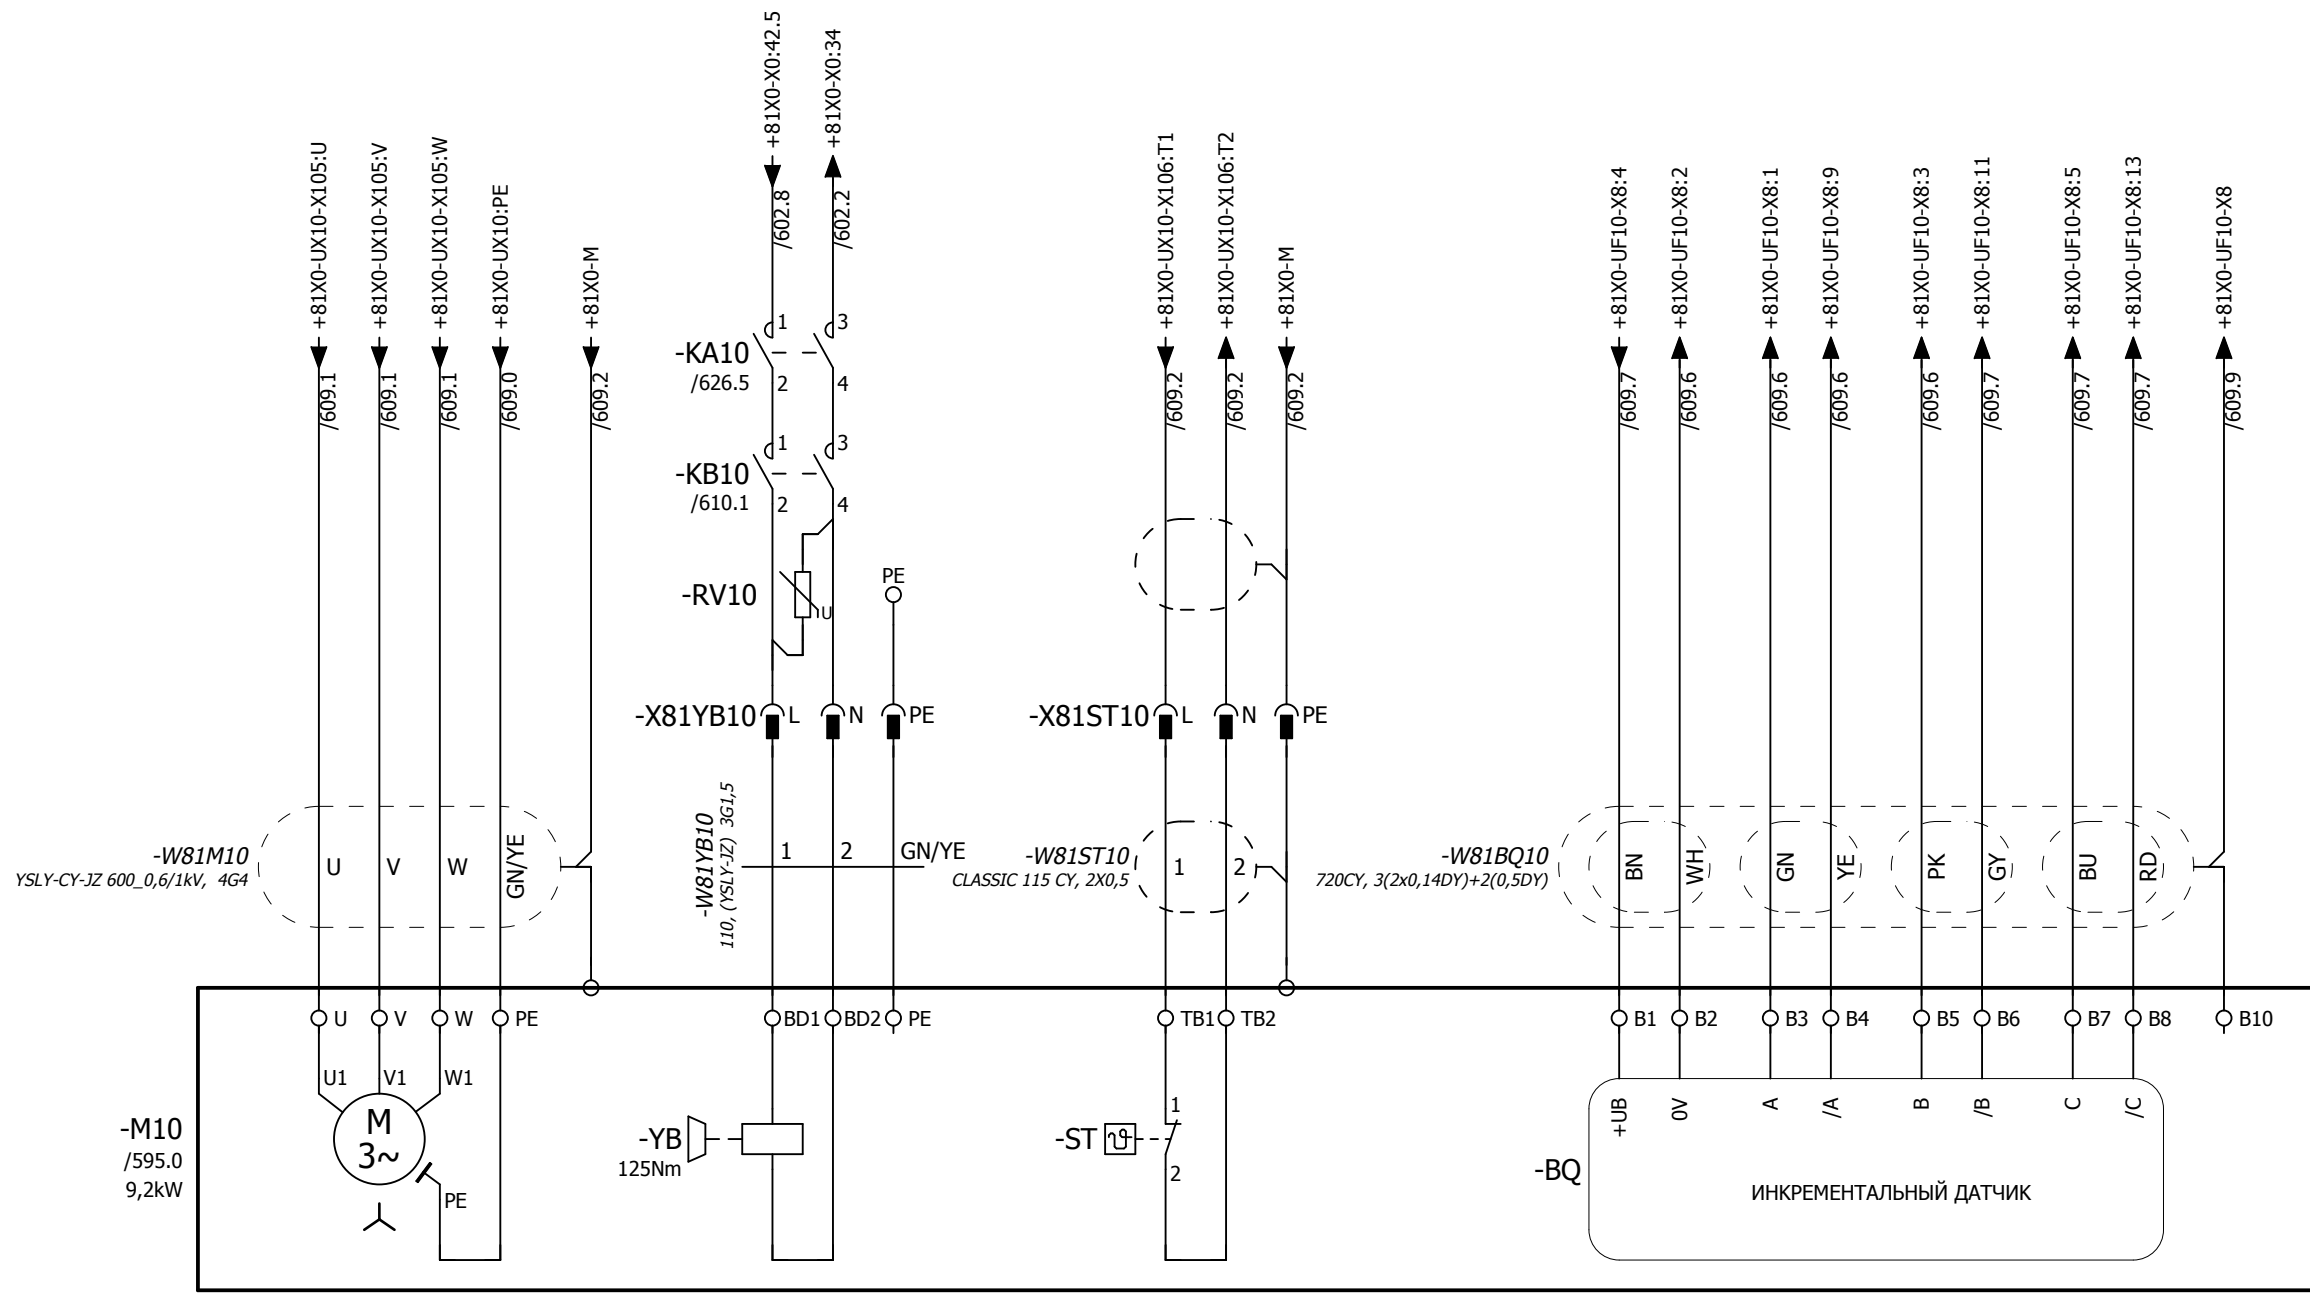 +81X0-UX10-X105:U
+81X0-UX10-X105:V
+81X0-UX10-X105:W
+81X0-UX10:PE
+81X0-M
+81X0-X0:42.5
+81X0-X0:34
+81X0-UX10-X106:T1
+81X0-UX10-X106:T2
+81X0-M
+81X0-UF10-X8:4
+81X0-UF10-X8:2
+81X0-UF10-X8:1
+81X0-UF10-X8:9
+81X0-UF10-X8:3
+81X0-UF10-X8:11
+81X0-UF10-X8:5
+81X0-UF10-X8:13
+81X0-UF10-X8
/609.1
/609.1
/609.1
/609.0
/609.2
/602.8
/602.2
/609.2
/609.2
/609.2
/609.7
/609.6
/609.6
/609.6
/609.6
/609.7
/609.7
/609.7
/609.9
-KA10
/626.5
1
3
2
4
-KB10
/610.1
1
3
2
4
-RV10
U
PE
-X81YB10
L
N
PE
-X81ST10
L
N
PE
-W81M10
YSLY-CY-JZ 600_0,6/1kV, 4G4
U
V
W
GN/YE
-W81YB10
110, (YSLY-JZ) 3G1,5
1
2
GN/YE
-W81ST10
CLASSIC 115 CY, 2X0,5
1
2
-W81BQ10
720CY, 3(2x0,14DY)+2(0,5DY)
BN
WH
GN
YE
PK
GY
BU
RD
U
V
W
PE
BD1
BD2
PE
TB1
TB2
B1
B2
B3
B4
B5
B6
B7
B8
B10
U1
V1
W1
-M10
/595.0
9,2kW
M
3~
PE
-YB
125Nm
-ST
ϑ
1
2
-BQ
+UB
0V
A
/A
B
/B
C
/C
ИНКРЕМЕНТАЛЬНЫЙ ДАТЧИК